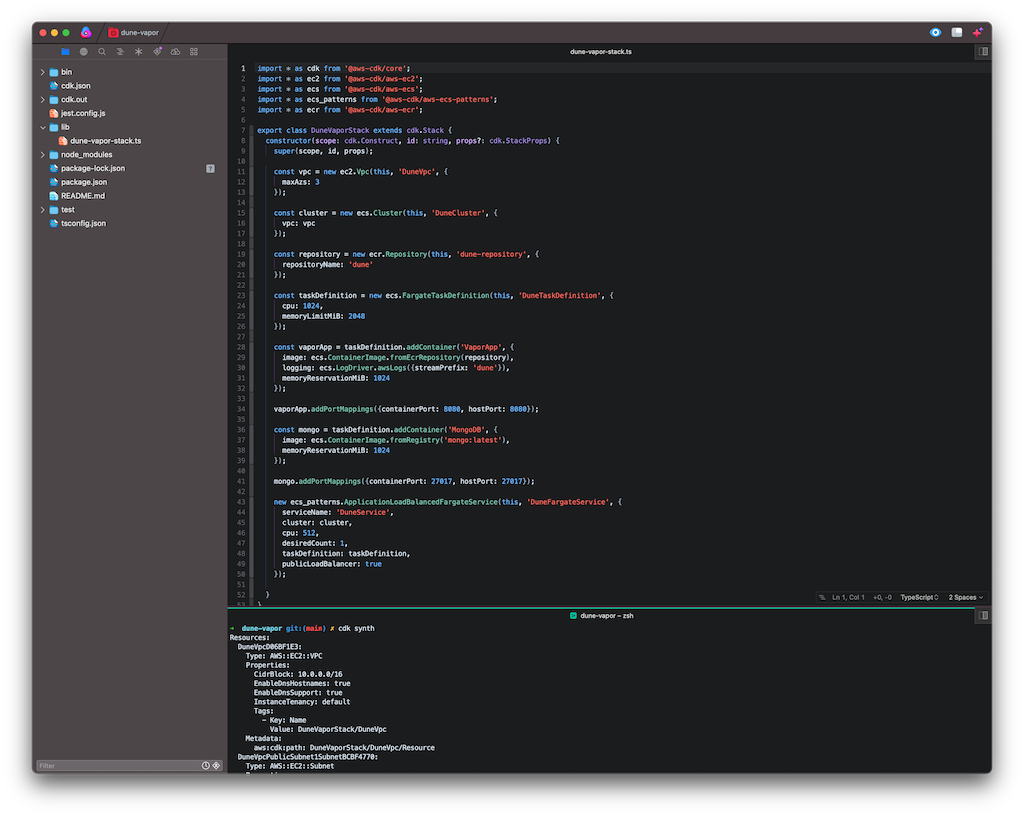 dune-vapor
dune-vapor-stack.ts
bin
cdk.json
cdk.out
jest.config.js
lib
dune-vapor-stack.ts
node_modules
package-lock.json
?
package.json
README.md
test
tsconfig.json
Filter
1 import * as cdk from '@aws-cdk/core';
2 import * as ec2 from '@aws-cdk/aws-ec2';
3 import * as ecs from '@aws-cdk/aws-ecs';
4 import * as ecs_patterns from '@aws-cdk/aws-ecs-patterns';
5 import * as ecr from '@aws-cdk/aws-ecr';
6
7 export class DuneVaporStack extends cdk.Stack {
8 constructor(scope: cdk.Construct, id: string, props?: cdk.StackProps) {
9 super(scope, id, props);
10
11 const vpc = new ec2.Vpc(this, 'DuneVpc', {
12 maxAzs: 3
13 });
14
15 const cluster = new ecs.Cluster(this, 'DuneCluster', {
16 vpc: vpc
17 });
18
19 const repository = new ecr.Repository(this, 'dune-repository', {
20 repositoryName: 'dune'
21 });
22
23 const taskDefinition = new ecs.FargateTaskDefinition(this, 'DuneTaskDefinition', {
24 cpu: 1024,
25 memoryLimitMiB: 2048
26 });
27
28 const vaporApp = taskDefinition.addContainer('VaporApp', {
29 image: ecs.ContainerImage.fromEcrRepository(repository),
30 logging: ecs.LogDriver.awsLogs({streamPrefix: 'dune'}),
31 memoryReservationMiB: 1024
32 });
33
34 vaporApp.addPortMappings({containerPort: 8080, hostPort: 8080});
35
36 const mongo = taskDefinition.addContainer('MongoDB', {
37 image: ecs.ContainerImage.fromRegistry('mongo:latest'),
38 memoryReservationMiB: 1024
39 });
40
41 mongo.addPortMappings({containerPort: 27017, hostPort: 27017});
42
43 new ecs_patterns.ApplicationLoadBalancedFargateService(this, 'DuneFargateService', {
44 serviceName: 'DuneService',
45 cluster: cluster,
46 cpu: 512,
47 desiredCount: 1,
48 taskDefinition: taskDefinition,
49 publicLoadBalancer: true
50 });
51
52 }
53 }
Ln 1, Col 1 +0, -0 TypeScript 2 Spaces
dune-vapor – zsh
→ dune-vapor git:(main) ✗ cdk synth
Resources:
DuneVpcD06BF1E3:
Type: AWS::EC2::VPC
Properties:
CidrBlock: 10.0.0.0/16
EnableDnsHostnames: true
EnableDnsSupport: true
InstanceTenancy: default
Tags:
- Key: Name
Value: DuneVaporStack/DuneVpc
Metadata:
aws:cdk:path: DuneVaporStack/DuneVpc/Resource
DuneVpcPublicSubnet1SubnetBCBF4770:
Type: AWS::EC2::Subnet